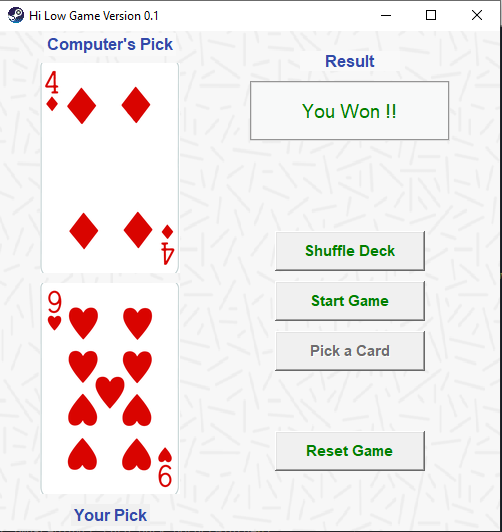 Hi Low Game Version 0.1
Computer's Pick
4
4
Result
You Won !!
Shuffle Deck
Start Game
Pick a Card
Reset Game
9
9
Your Pick